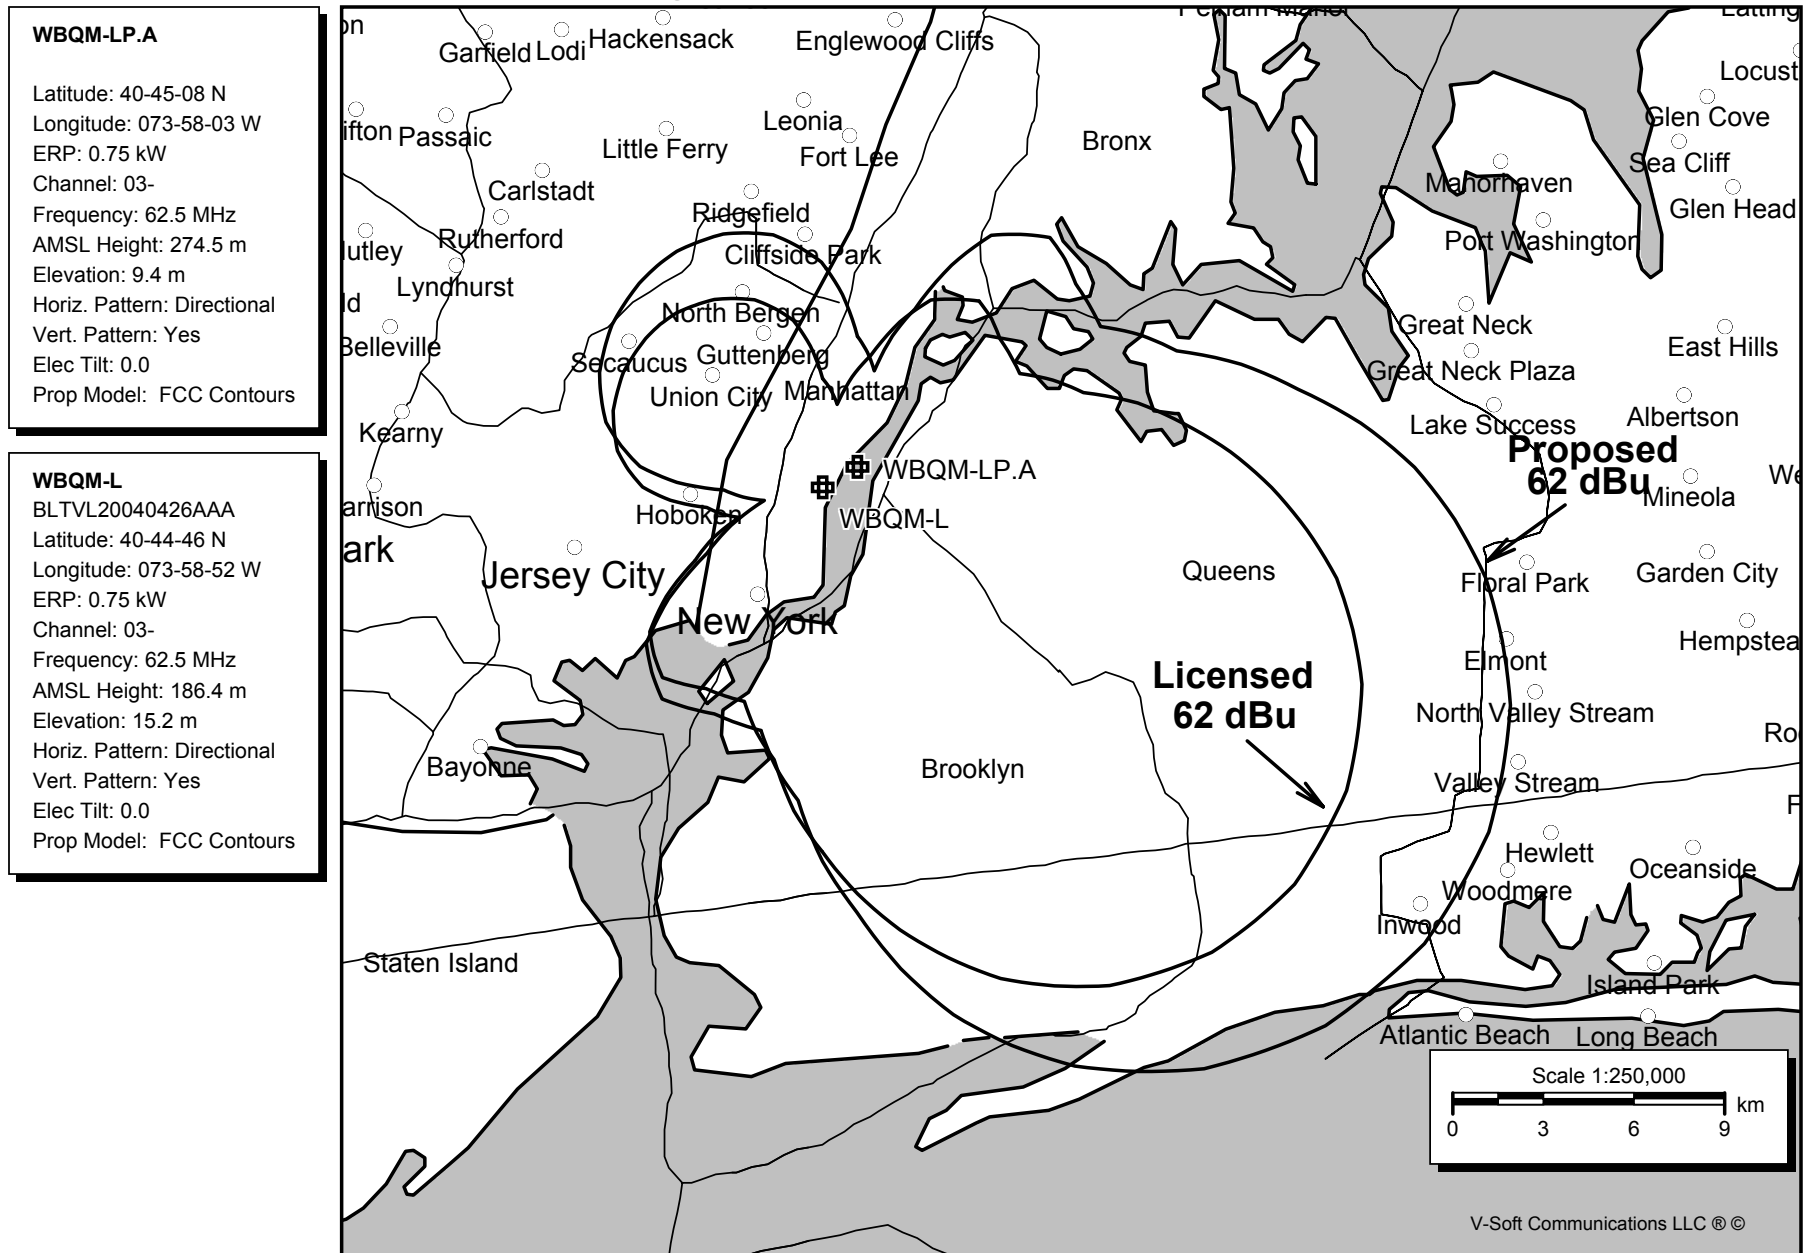 WBQM-LP.A
Latitude: 40-45-08 N
Longitude: 073-58-03 W
ERP: 0.75 kW
Channel: 03-
Frequency: 62.5 MHz
AMSL Height: 274.5 m
Elevation: 9.4 m
Horiz. Pattern: Directional
Vert. Pattern: Yes
Elec Tilt: 0.0
Prop Model: FCC Contours
WBQM-L
BLTVL20040426AAA
Latitude: 40-44-46 N
Longitude: 073-58-52 W
ERP: 0.75 kW
Channel: 03-
Frequency: 62.5 MHz
AMSL Height: 186.4 m
Elevation: 15.2 m
Horiz. Pattern: Directional
Vert. Pattern: Yes
Elec Tilt: 0.0
Prop Model: FCC Contours
on
Garfield
Lodi
Hackensack
Englewood Cliffs
Locust
ifton
Passaic
Little Ferry
Leonia
Fort Lee
Bronx
Glen Cove
Sea Cliff
Carlstadt
Manorhaven
Glen Head
Ridgefield
utley
Rutherford
Cliffside Park
Port Washington
Lyndhurst
ld
North Bergen
Great Neck
Belleville
Secaucus
Guttenberg
East Hills
Great Neck Plaza
Union City
Manhattan
Kearny
Lake Success
Albertson
Proposed
62 dBu
WBQM-LP.A
We
Mineola
arrison
Hoboken
WBQM-L
ark
Jersey City
Queens
Floral Park
Garden City
New York
Hempstea
Elmont
Licensed
62 dBu
North Valley Stream
Ro
Bayonne
Brooklyn
Valley Stream
F
Hewlett
Oceanside
Woodmere
Inwood
Staten Island
Island Park
Atlantic Beach
Long Beach
Scale 1:250,000
km
0 3 6 9
V-Soft Communications LLC ® ©